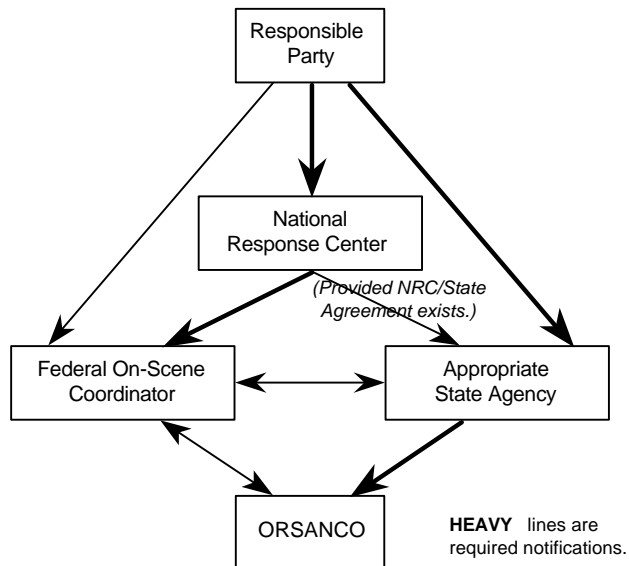 Responsible
Party
National
Response Center
(Provided NRC/State
Agreement exists.)
Federal On-Scene
Coordinator
Appropriate
State Agency
ORSANCO
HEAVY lines are
required notifications.